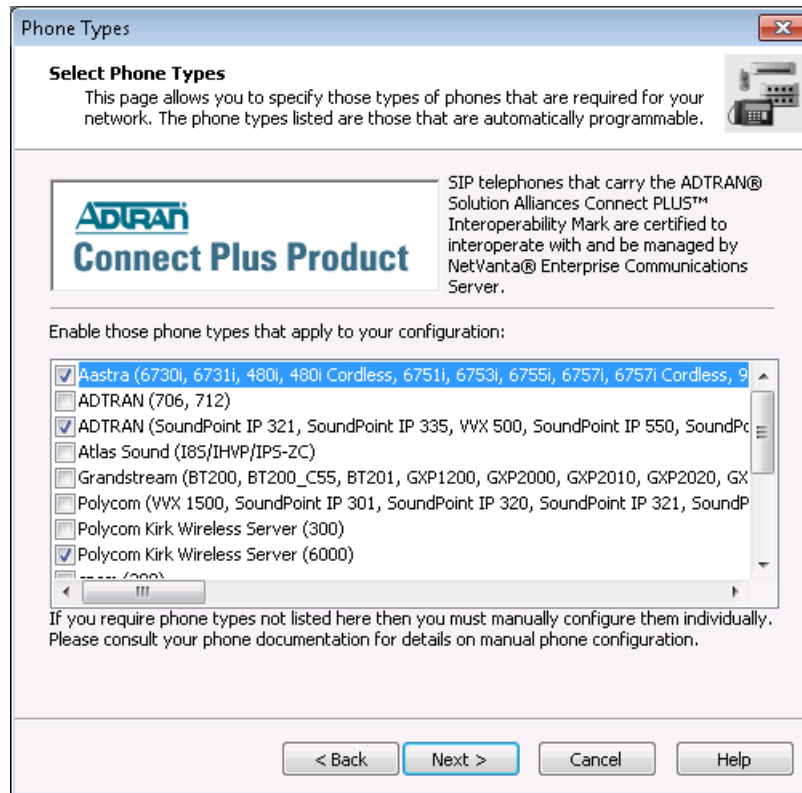 Phone Types
Select Phone Types
This page allows you to specify those types of phones that are required for your
network. The phone types listed are those that are automatically programmable.
ADTRAN
Connect Plus Product
SIP telephones that carry the ADTRAN®
Solution Alliances Connect PLUS™
Interoperability Mark are certified to
interoperate with and be managed by
NetVanta® Enterprise Communications
Server.
Enable those phone types that apply to your configuration:
Aastra (6730i, 6731i, 480i, 480i Cordless, 6751i, 6753i, 6755i, 6757i, 6757i Cordless, 9
ADTRAN (706, 712)
ADTRAN (SoundPoint IP 321, SoundPoint IP 335, VVX 500, SoundPoint IP 550, SoundPo
Atlas Sound (I8S/IHVP/IPS-ZC)
Grandstream (BT200, BT200_C55, BT201, GXP1200, GXP2000, GXP2010, GXP2020, GX
Polycom (VVX 1500, SoundPoint IP 301, SoundPoint IP 320, SoundPoint IP 321, SoundP
Polycom Kirk Wireless Server (300)
Polycom Kirk Wireless Server (6000)
If you require phone types not listed here then you must manually configure them individually.
Please consult your phone documentation for details on manual phone configuration.
< Back
Next >
Cancel
Help